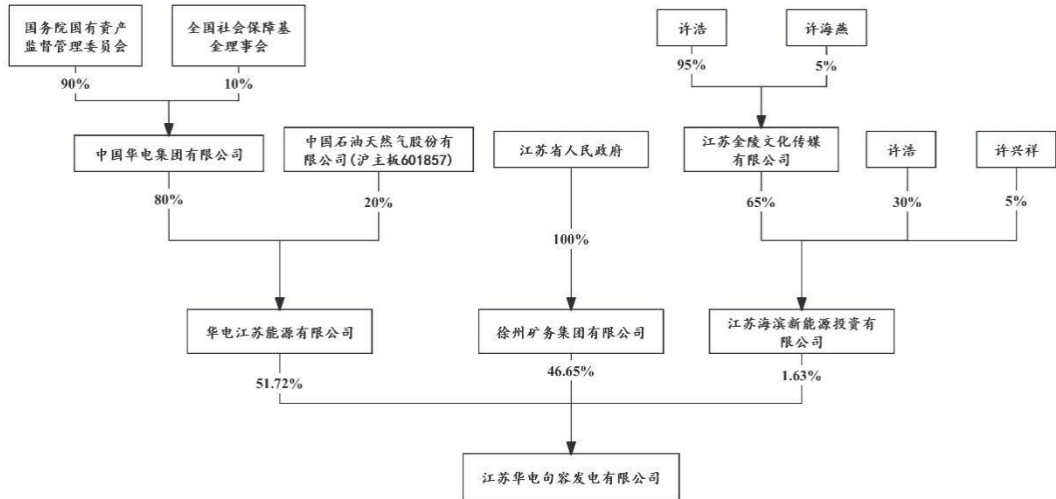 国务院国有资产
监督管理委员会
全国社会保障基
金理事会
许浩
许海燕
90%
10%
95%
5%
中国华电集团有限公司
中国石油天然气股份有
限公司(沪主板601857)
江苏省人民政府
江苏金陵文化传媒
有限公司
许浩
许兴祥
80%
20%
100%
65%
30%
5%
华电江苏能源有限公司
徐州矿务集团有限公司
江苏海滨新能源投资有
限公司
51.72%
46.65%
1.63%
江苏华电句容发电有限公司